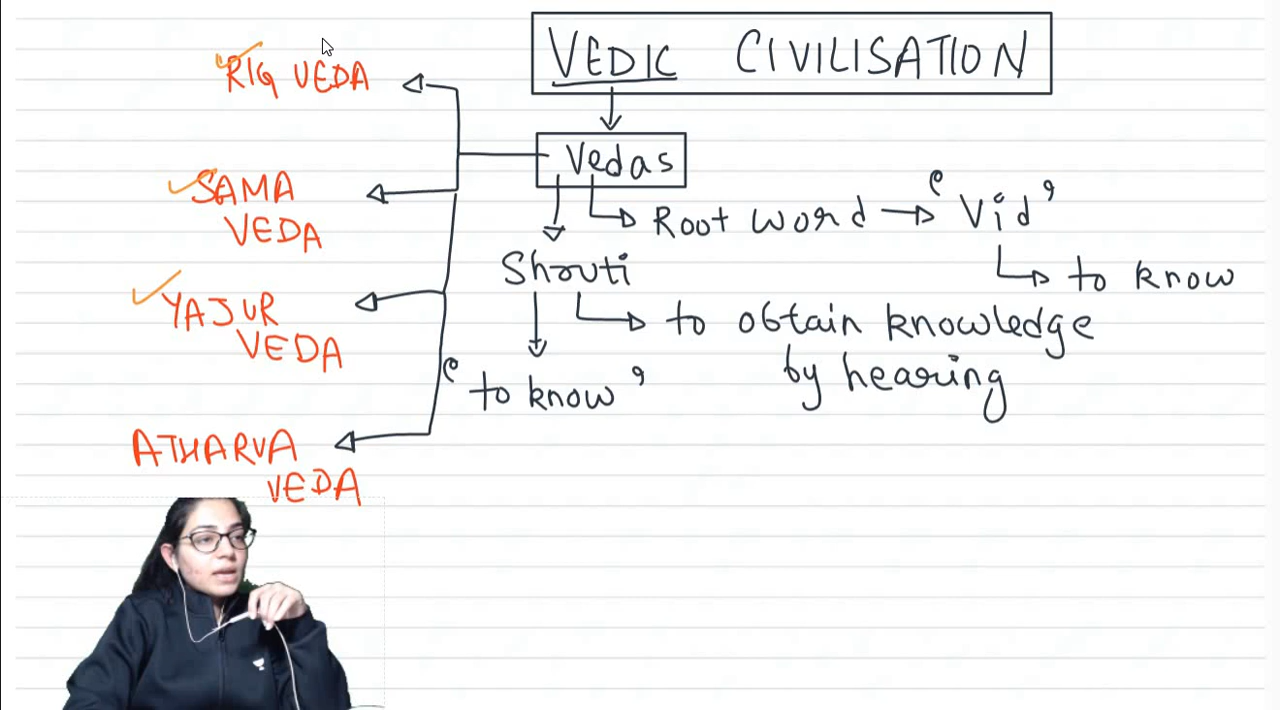 VEDIC CIVILISATION
RIG VEDA
Vedas
SAMA
VEDA
Root word → 'Vid'
Shruti
to know
YAJUR
VEDA
to obtain knowledge
by hearing
'to know'
ATHARVA
VEDA